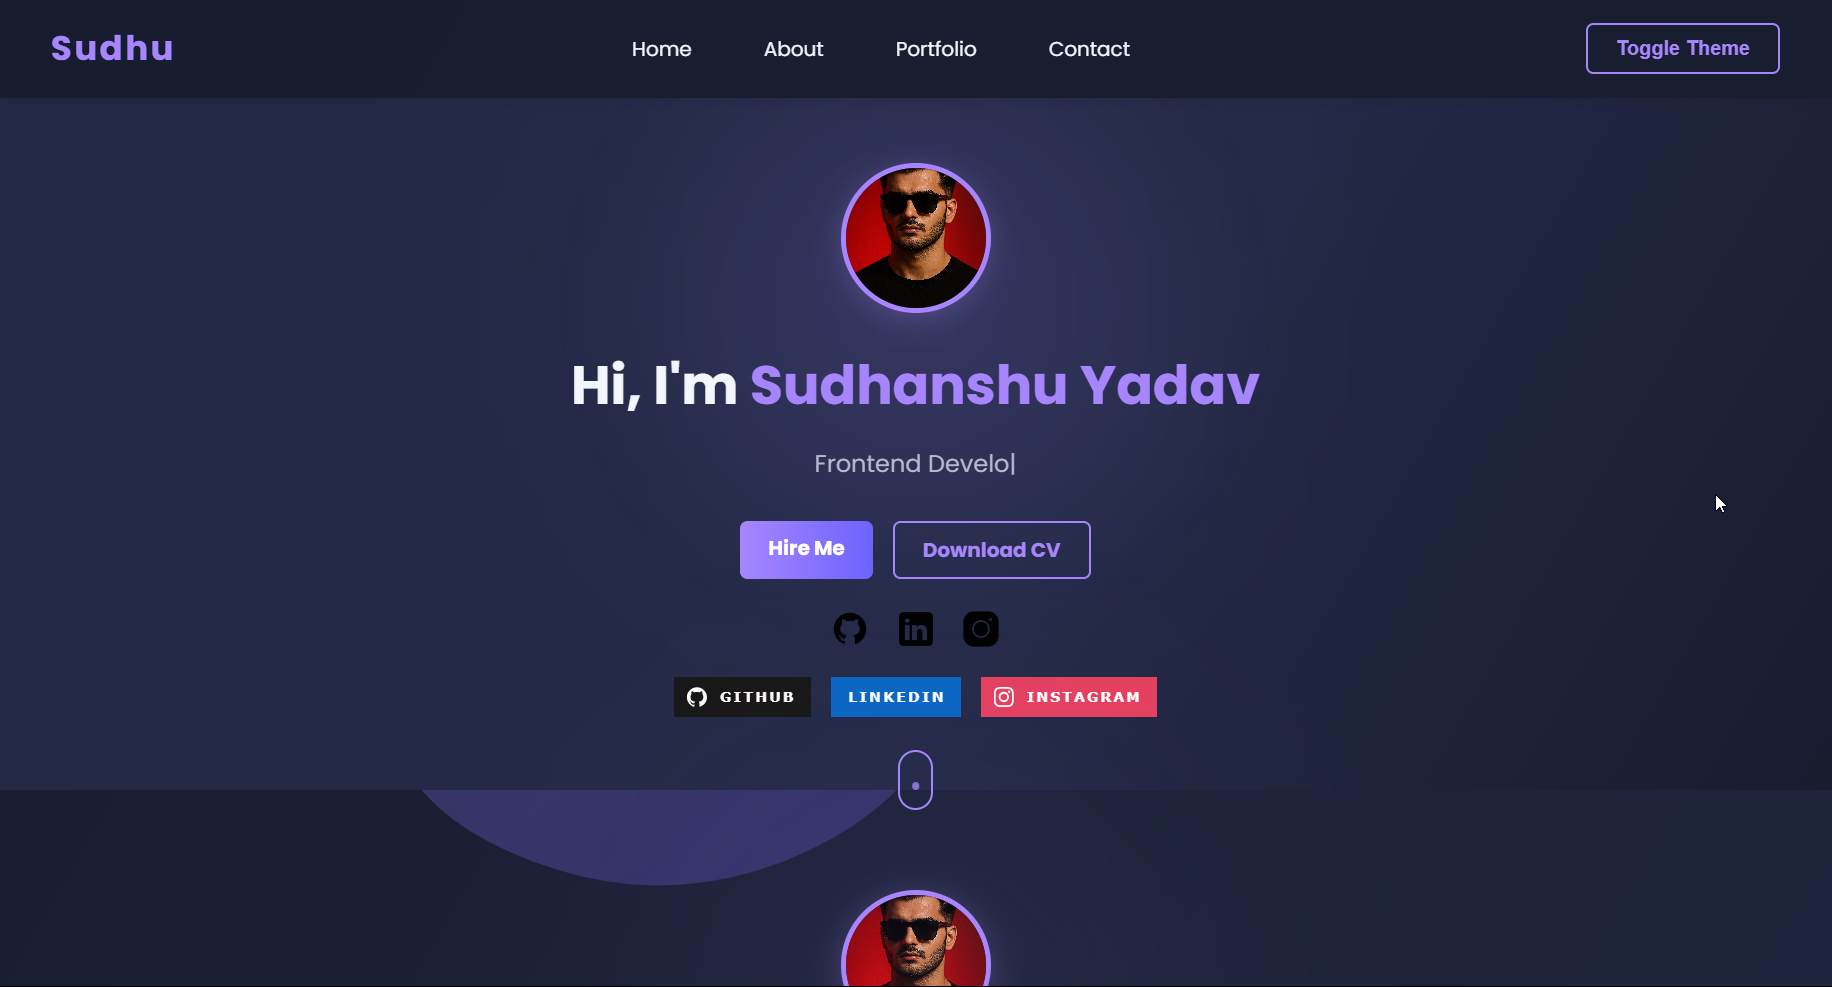 Sudhu
Home About Portfolio Contact
Toggle Theme
Hi, I'm Sudhanshu Yadav
Frontend Develo|
Hire Me Download CV
in
GITHUB LINKEDIN INSTAGRAM